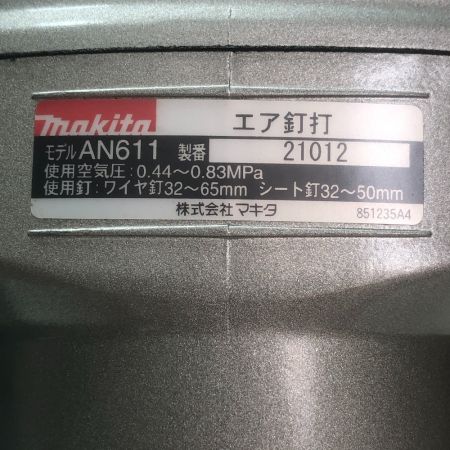 makita エア釘打
モデル AN611 製番 21012
使用空気圧:0.44〜0.83MPa
使用釘:ワイヤ釘32〜65mm シート釘32〜50mm
株式会社マキタ 851235A4